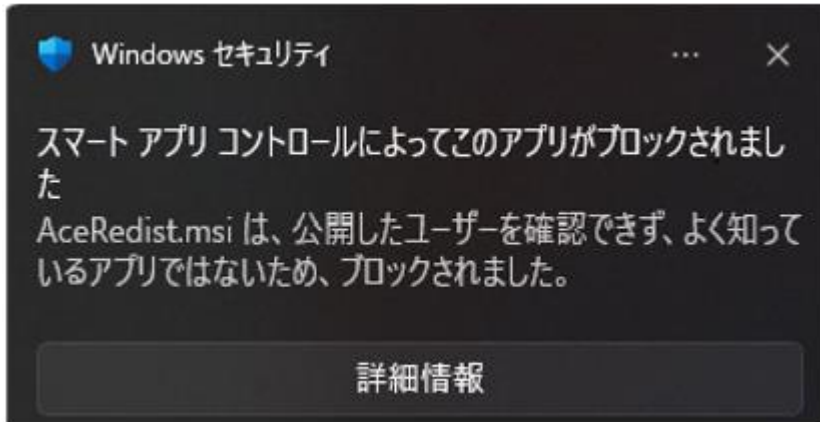 Windows セキュリティ
スマート アプリ コントロールによってこのアプリがブロックされまし
た
AceRedist.msi は、公開したユーザーを確認できず、よく知って
いるアプリではないため、ブロックされました。
詳細情報